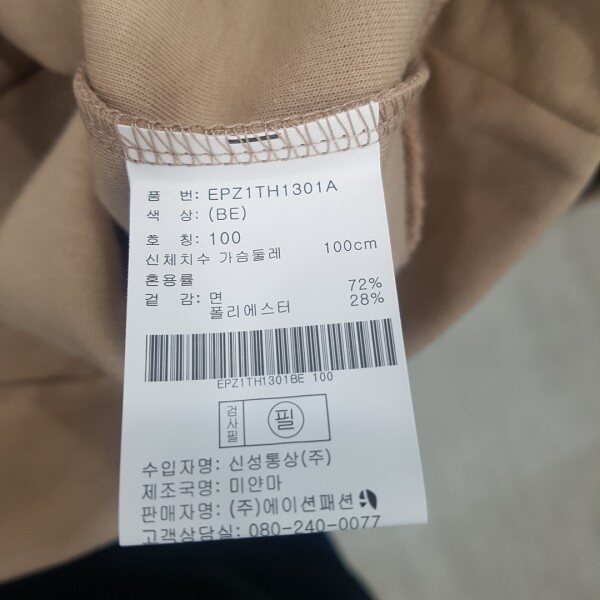 품 번: EPZ1TH1301A
색 상: (BE)
호 칭: 100
신체치수 가슴둘레 100cm
혼용률
겉 감: 면 72%
폴리에스터 28%
EPZ1TH1301BE 100
검사필 필
수입자명: 신성통상(주)
제조국명: 미얀마
판매자명: (주)에이션패션
고객상담실: 080-240-0077